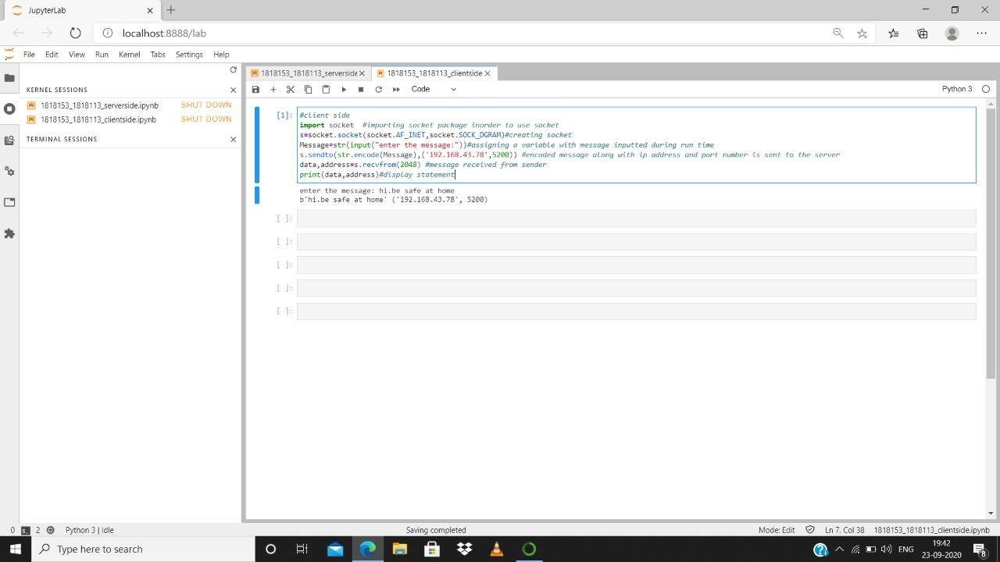 JupyterLab
localhost:8888/lab
File Edit View Run Kernel Tabs Settings Help
KERNEL SESSIONS
1818153_1818113_serverside.ipynb SHUT DOWN
1818153_1818113_clientside.ipynb SHUT DOWN
TERMINAL SESSIONS
1818153_1818113_serverside 1818153_1818113_clientside
Code Python 3
[1]: #client side
import socket  #importing socket package inorder to use socket
s=socket.socket(socket.AF_INET,socket.SOCK_DGRAM)#creating socket
Message=str(input("enter the message:"))#assigning a variable with message inputted during run time
s.sendto(str.encode(Message),('192.168.43.78',5200)) #encoded message along with ip address and port number is sent to the server
data,address=s.recvfrom(2048) #message received from sender
print(data,address)#display statement
enter the message: hi.be safe at home
b'hi.be safe at home' ('192.168.43.78', 5200)
[ ]:
[ ]:
[ ]:
[ ]:
[ ]:
0 2 Python 3 | Idle Saving completed Mode: Edit Ln 7, Col 38 1818153_1818113_clientside.ipynb
Type here to search
ENG
19:42
23-09-2020
8